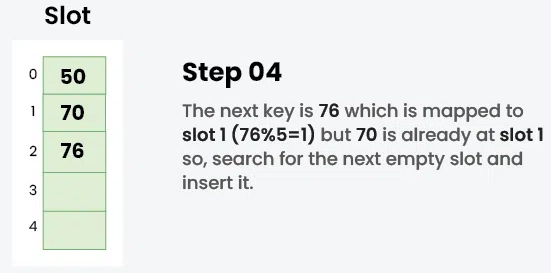 Slot
0 50
1 70
2 76
3
4
Step 04
The next key is 76 which is mapped to
slot 1 (76%5=1) but 70 is already at slot 1
so, search for the next empty slot and
insert it.